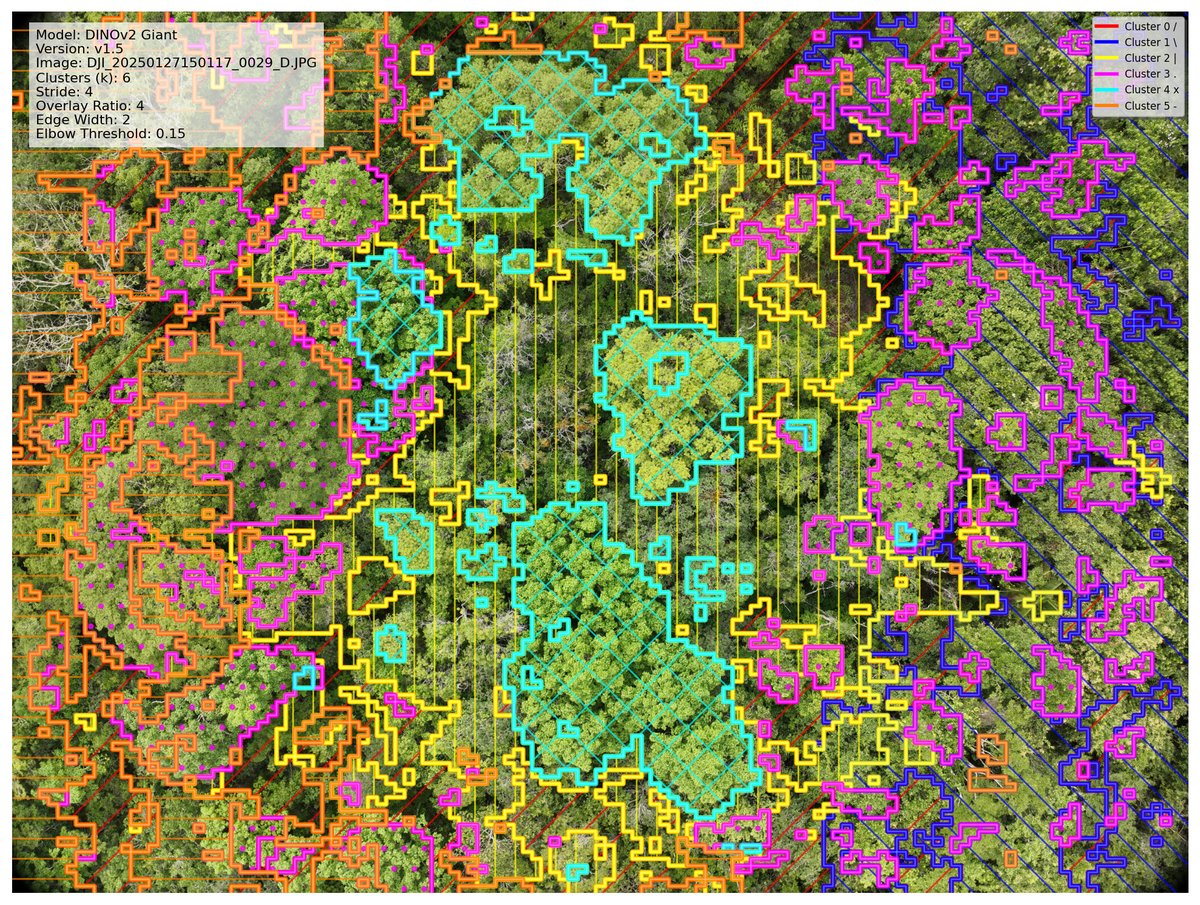 Model: DINOv2 Giant
Version: v1.5
Image: DJI_20250127150117_0029_D.JPG
Clusters (k): 6
Stride: 4
Overlay Ratio: 4
Edge Width: 2
Elbow Threshold: 0.15
Cluster 0 /
Cluster 1 \
Cluster 2 |
Cluster 3 .
Cluster 4 x
Cluster 5 -